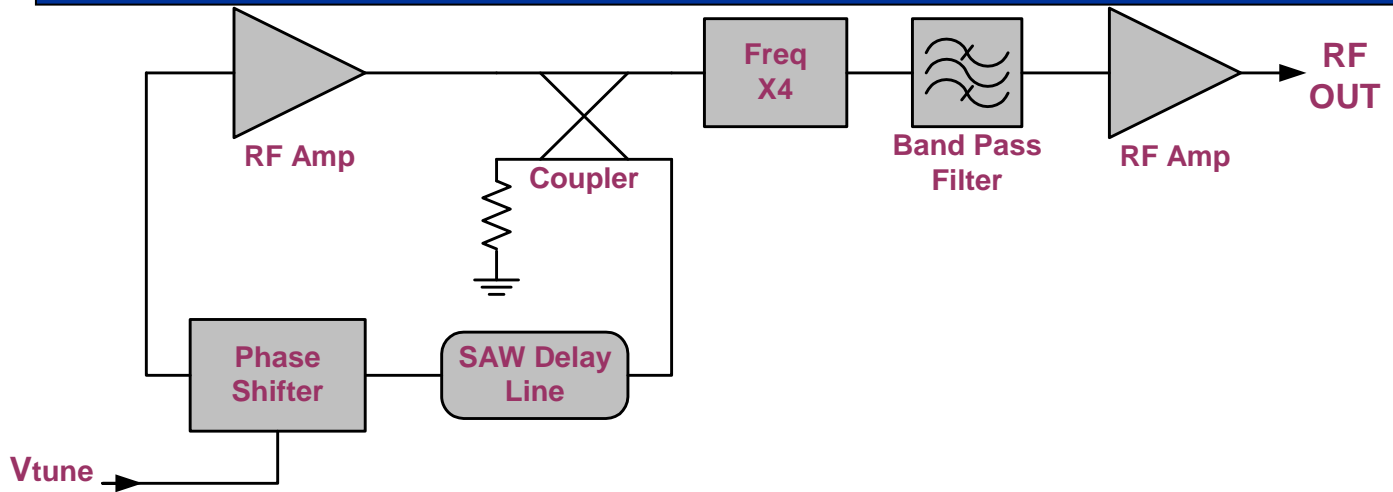 Freq
X4
RF
OUT
RF Amp
Coupler
Band Pass
Filter
RF Amp
Phase
Shifter
SAW Delay
Line
Vtune